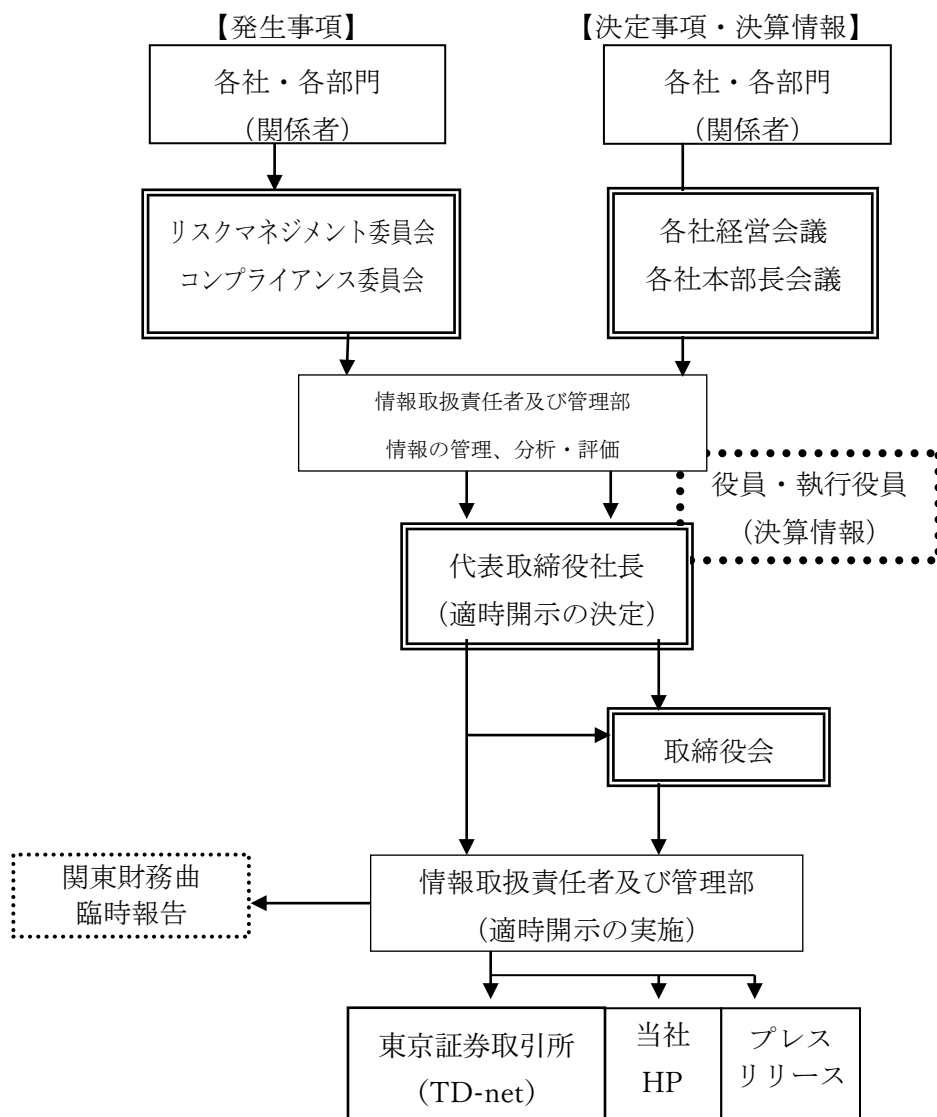 【発生事項】
【決定事項・決算情報】
各社・各部門
（関係者）
各社・各部門
（関係者）
リスクマネジメント委員会
コンプライアンス委員会
各社経営会議
各社本部長会議
情報取扱責任者及び管理部
情報の管理、分析・評価
役員・執行役員
（決算情報）
代表取締役社長
（適時開示の決定）
取締役会
関東財務曲
臨時報告
情報取扱責任者及び管理部
（適時開示の実施）
東京証券取引所
（TD-net）
当社
HP
プレス
リリース